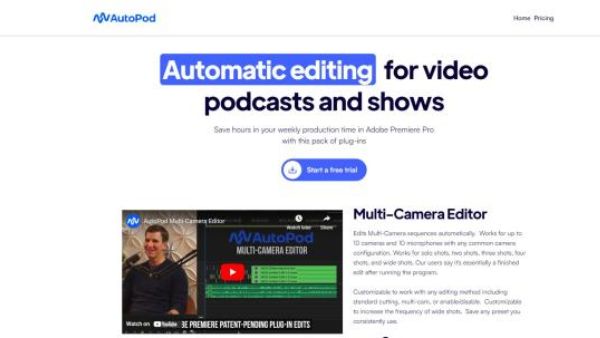 AutoPod
Home Pricing
Automatic editing for video
podcasts and shows
Save hours in your weekly production time in Adobe Premiere Pro
with this pack of plug-ins
Start a free trial
AutoPod Multi-Camera Editor
Watch later Share
AutoPod
MULTI-CAMERA EDITOR
Watch on YouTube
BE PREMIERE PATENT-PENDING PLUG-IN EDITS
Multi-Camera Editor
Edits Multi-Camera sequences automatically. Works for up to
10 cameras and 10 microphones with any common camera
configuration. Works for solo shots, two shots, three shots, four
shots, and wide shots. Our users say it's essentially a finished
edit after running the program.
Customizable to work with any editing method including
standard cutting, multi-cam, or enable/disable. Customizable
to increase the frequency of wide shots. Save any preset you
consistently use.